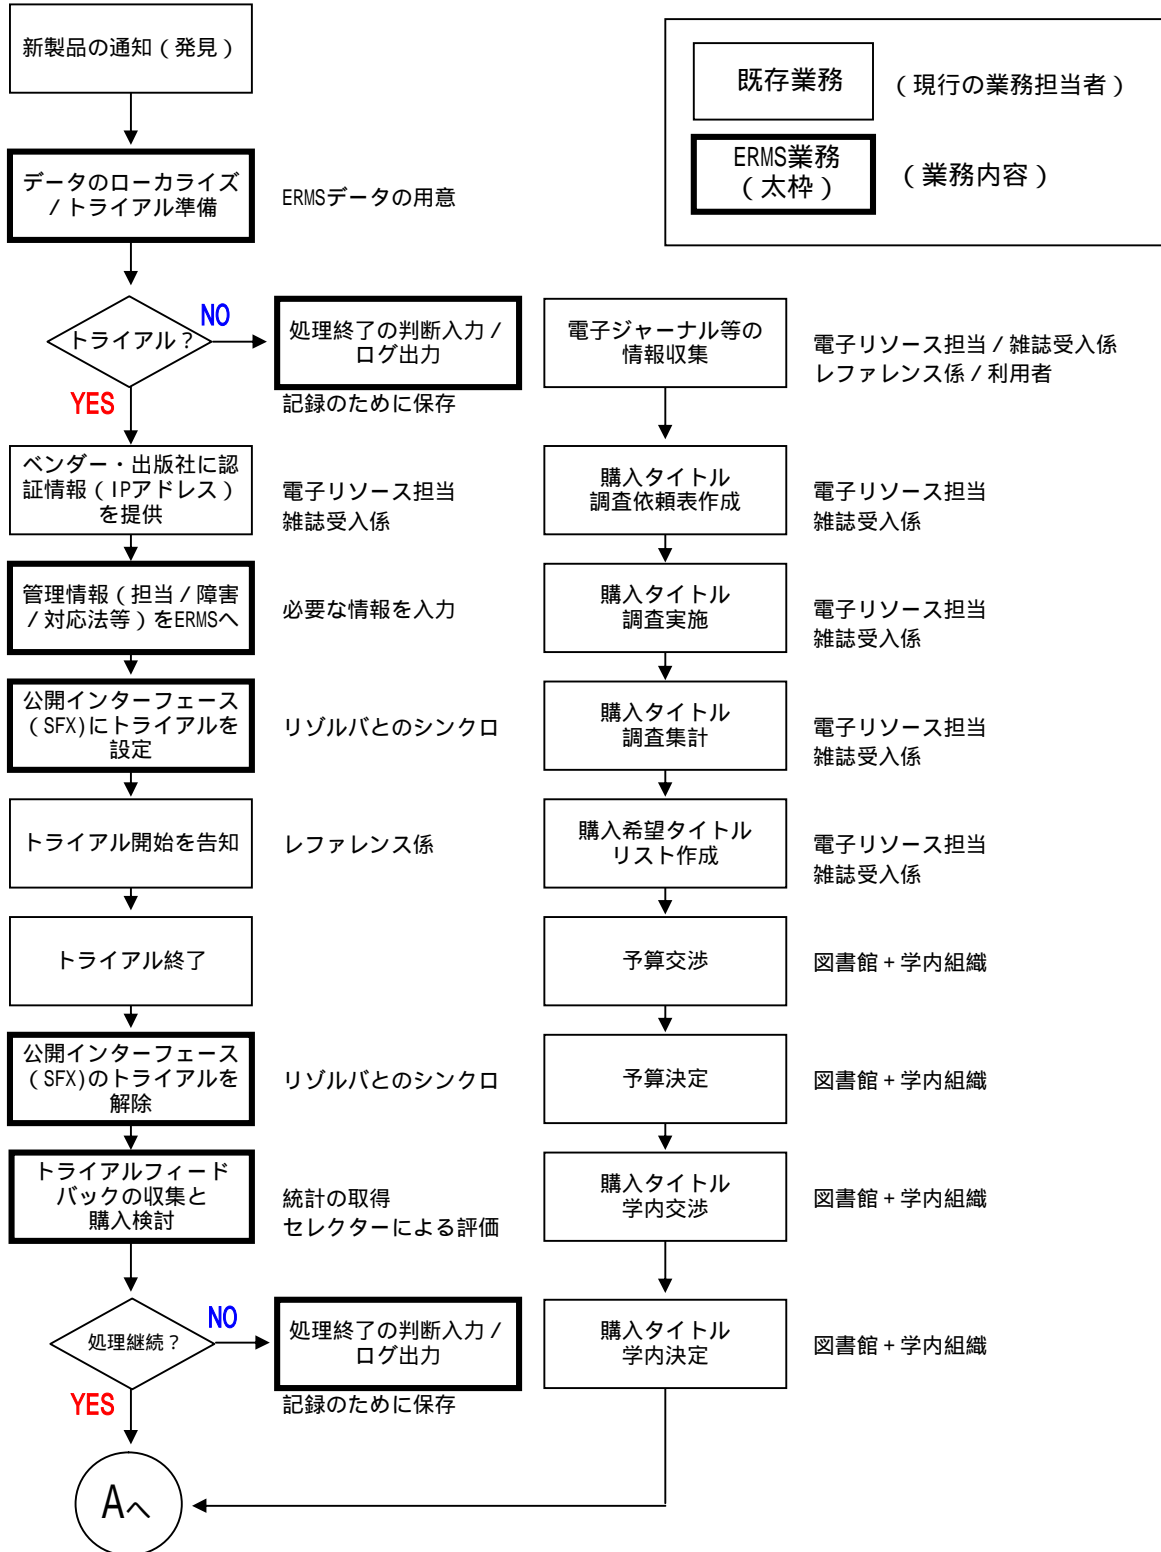 新製品の通知(発見)
データのローカライズ
/トライアル準備
ERMSデータの用意
トライアル?
NO
YES
処理終了の判断入力/
ログ出力
記録のために保存
ベンダー・出版社に認
証情報(IPアドレス)
を提供
電子リソース担当
雑誌受入係
管理情報(担当/障害
/対応法等)をERMSへ
必要な情報を入力
公開インターフェース
(SFX)にトライアルを
設定
リゾルバとのシンクロ
トライアル開始を告知
レファレンス係
トライアル終了
公開インターフェース
(SFX)のトライアルを
解除
リゾルバとのシンクロ
トライアルフィード
バックの収集と
購入検討
統計の取得
セレクターによる評価
処理継続?
NO
YES
処理終了の判断入力/
ログ出力
記録のために保存
Aへ
既存業務
(現行の業務担当者)
ERMS業務
(太枠)
(業務内容)
電子ジャーナル等の
情報収集
電子リソース担当/雑誌受入係
レファレンス係/利用者
購入タイトル
調査依頼表作成
電子リソース担当
雑誌受入係
購入タイトル
調査実施
電子リソース担当
雑誌受入係
購入タイトル
調査集計
電子リソース担当
雑誌受入係
購入希望タイトル
リスト作成
電子リソース担当
雑誌受入係
予算交渉
図書館+学内組織
予算決定
図書館+学内組織
購入タイトル
学内交渉
図書館+学内組織
購入タイトル
学内決定
図書館+学内組織